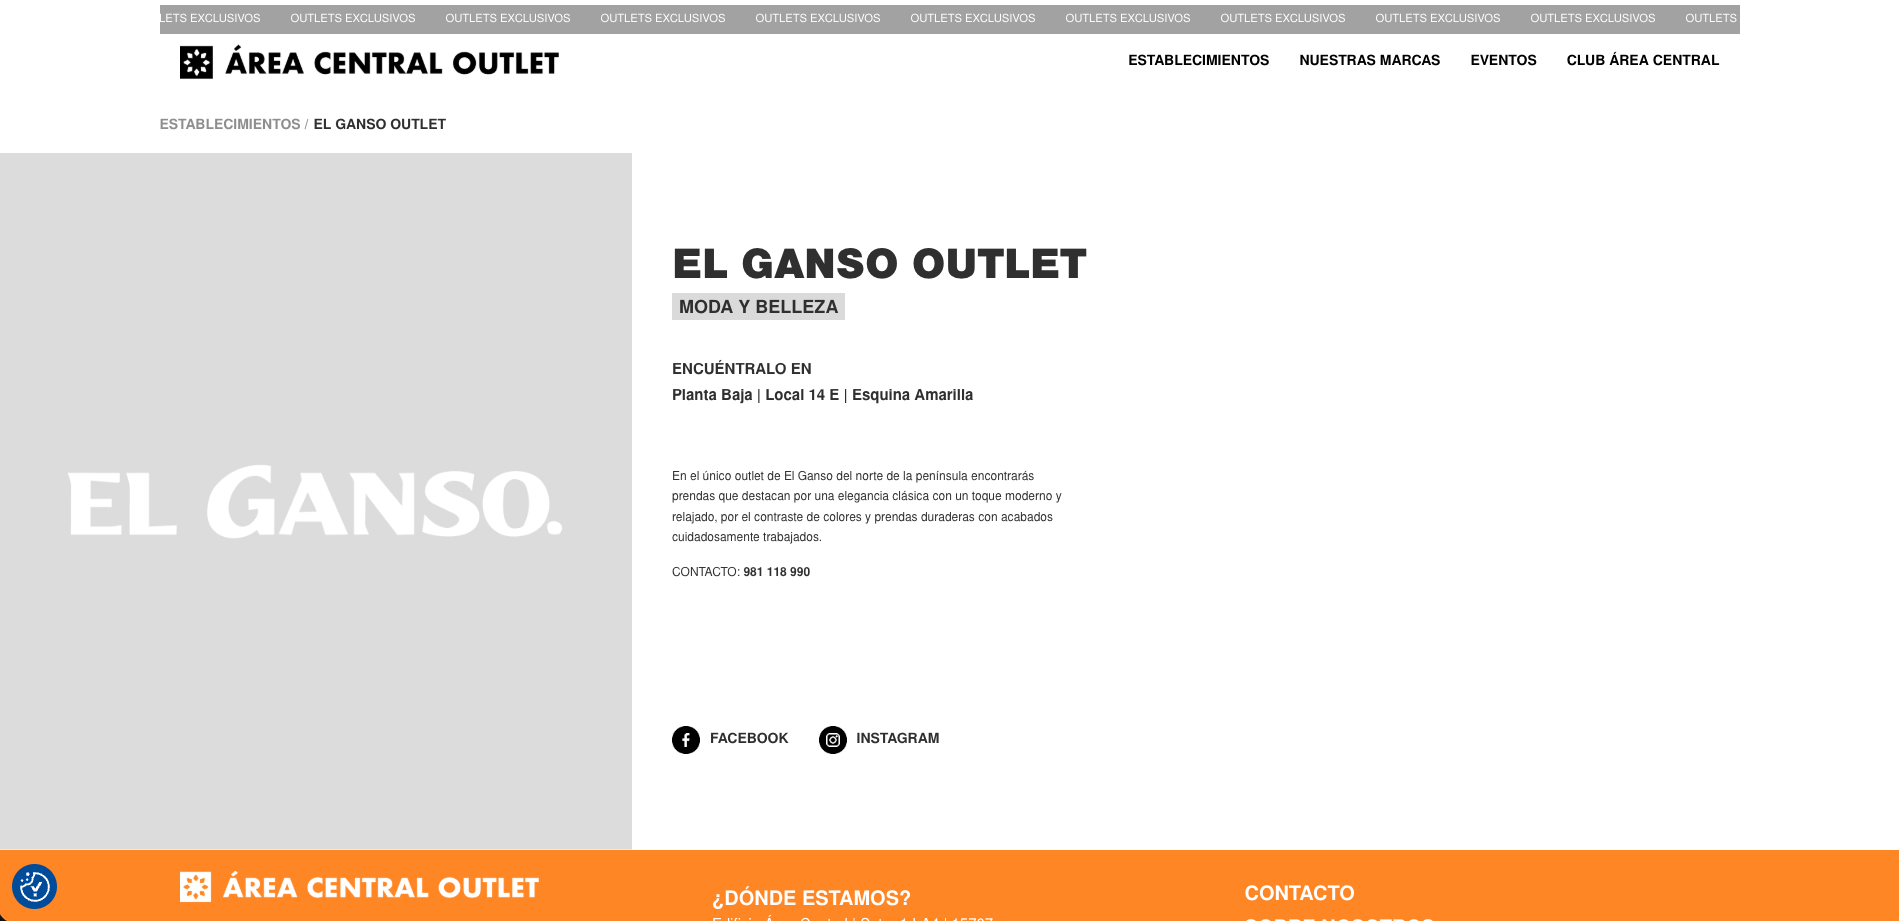 LETS EXCLUSIVOS OUTLETS EXCLUSIVOS OUTLETS EXCLUSIVOS OUTLETS EXCLUSIVOS OUTLETS EXCLUSIVOS OUTLETS EXCLUSIVOS OUTLETS EXCLUSIVOS OUTLETS EXCLUSIVOS OUTLETS EXCLUSIVOS OUTLETS EXCLUSIVOS OUTLETS
ÁREA CENTRAL OUTLET
ESTABLECIMIENTOS NUESTRAS MARCAS EVENTOS CLUB ÁREA CENTRAL
ESTABLECIMIENTOS / EL GANSO OUTLET
EL GANSO.
EL GANSO OUTLET
MODA Y BELLEZA
ENCUÉNTRALO EN
Planta Baja | Local 14 E | Esquina Amarilla
En el único outlet de El Ganso del norte de la península encontrarás
prendas que destacan por una elegancia clásica con un toque moderno y
relajado, por el contraste de colores y prendas duraderas con acabados
cuidadosamente trabajados.
CONTACTO: 981 118 990
FACEBOOK INSTAGRAM
ÁREA CENTRAL OUTLET
¿DÓNDE ESTAMOS?
CONTACTO
SOBRE NOSOTROS